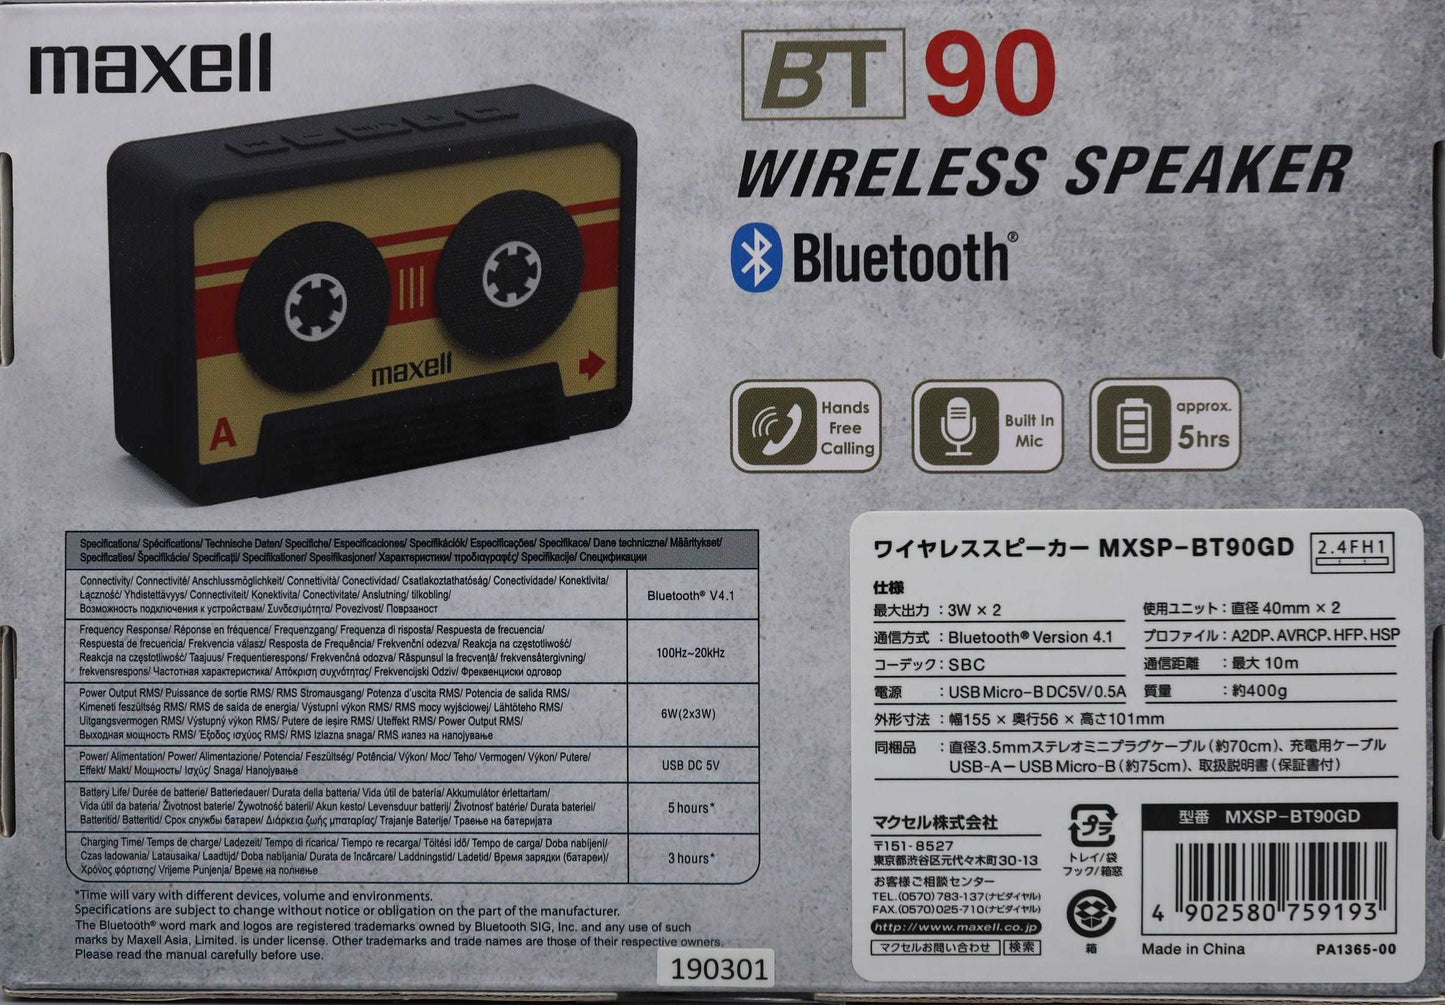 maxell
BT 90
WIRELESS SPEAKER
Bluetooth®
maxell
A
Hands
Free
Calling
Built In
Mic
approx.
5hrs
Specifications/ Spécifications/ Technische Daten/ Specifiche/ Especificaciones/ Specifikációk/ Especificações/ Specifikace/ Dane techniczne/ Määritykset/
Specificaties/ Špecifikácie/ Specificaţii/ Specifikationer/ Spesifikasjoner/ Характеристики/ προδιαγραφές/ Specifikacije/ Спецификации
Connectivity/ Connectivité/ Anschlussmöglichkeit/ Connettività/ Conectividad/ Csatlakoztathatóság/ Conectividade/ Konektivita/
Łączność/ Yhdistettävyys/ Connectiviteit/ Konektivita/ Conectivitate/ Anslutning/ tilkobling/
Возможность подключения к устройствам/ Συνδεσιμότητα/ Povezivost/ Поврзаност
Bluetooth® V4.1
Frequency Response/ Réponse en fréquence/ Frequenzgang/ Frequenza di risposta/ Respuesta de frecuencia/
Respuesta de frecuencia/ Frekvencia válasz/ Resposta de Frequência/ Frekvenční odezva/ Reakcja na częstotliwość/
Reakcja na częstotliwość/ Taajuus/ Frequentierespons/ Frekvenčná odozva/ Răspunsul la frecvenţă/ frekvensåtergivning/
frekvensrespons/ Частотная характеристика/ Απόκριση συχνότητας/ Frekvencijski Odziv/ Фреквенциски одговор
100Hz~20kHz
Power Output RMS/ Puissance de sortie RMS/ RMS Stromausgang/ Potenza d'uscita RMS/ Potencia de salida RMS/
Kimeneti feszültség RMS/ RMS de saída de energia/ Výstupní výkon RMS/ RMS mocy wyjściowej/ Lähtöteho RMS/
Uitgangsvermogen RMS/ Výstupný výkon RMS/ Putere de ieşire RMS/ Uteffekt RMS/ Power Output RMS/
Выходная мощность RMS/ Έξοδος ισχύος RMS/ RMS Izlazna snaga/ RMS излез на напојување
6W(2x3W)
Power/ Alimentation/ Power/ Alimentazione/ Potencia/ Feszültség/ Potência/ Výkon/ Moc/ Teho/ Vermogen/ Výkon/ Putere/
Effekt/ Makt/ Мощность/ Ισχύς/ Snaga/ Напојување
USB DC 5V
Battery Life/ Durée de batterie/ Batteriedauer/ Durata della batteria/ Vida útil de batería/ Akkumulátor érlettartam/
Vida útil da bateria/ Životnost baterie/ Żywotność baterii/ Akun kesto/ Levensduur batterij/ Životnosť batérie/ Durata bateriei/
Batteritid/ Batteritid/ Срок службы батареи/ Διάρκεια ζωής μπαταρίας/ Trajanje Baterije/ Траење на батеријата
5 hours*
Charging Time/ Temps de charge/ Ladezeit/ Tempo di ricarica/ Tiempo re recarga/ Töltési idő/ Tempo de carga/ Doba nabíjení/
Czas ładowania/ Latausaika/ Laadtijd/ Doba nabíjania/ Durata de încărcare/ Laddningstid/ Ladetid/ Время зарядки (батареи)/
Χρόνος φόρτισης/ Vrijeme Punjenja/ Време на полнење
3 hours*
*Time will vary with different devices, volume and environments.
Specifications are subject to change without notice or obligation on the part of the manufacturer.
The Bluetooth® word mark and logos are registered trademarks owned by Bluetooth SIG, Inc. and any use of such
marks by Maxell Asia, Limited. is under license. Other trademarks and trade names are those of their respective owners.
Please read the manual carefully before use.
190301
ワイヤレススピーカー MXSP-BT90GD
2.4FH1
仕様
最大出力 : 3W × 2
使用ユニット : 直径 40mm × 2
通信方式 : Bluetooth® Version 4.1
プロファイル : A2DP、AVRCP、HFP、HSP
コーデック : SBC
通信距離 : 最大 10m
電源 : USB Micro-B DC5V/0.5A
質量 : 約400g
外形寸法 : 幅155 × 奥行56 × 高さ101mm
同梱品 : 直径3.5mmステレオミニプラグケーブル(約70cm)、充電用ケーブル
USB-A－USB Micro-B(約75cm)、取扱説明書(保証書付)
マクセル株式会社
〒151-8527
東京都渋谷区元代々木町30-13
お客様ご相談センター
TEL.(0570)783-137(ナビダイヤル)
FAX.(0570)025-710(ナビダイヤル)
http://www.maxell.co.jp
マクセルお問い合わせ 検索
プラ
トレイ/袋
フック/箱窓
箱
型番 MXSP-BT90GD
4 902580 759193
Made in China
PA1365-00